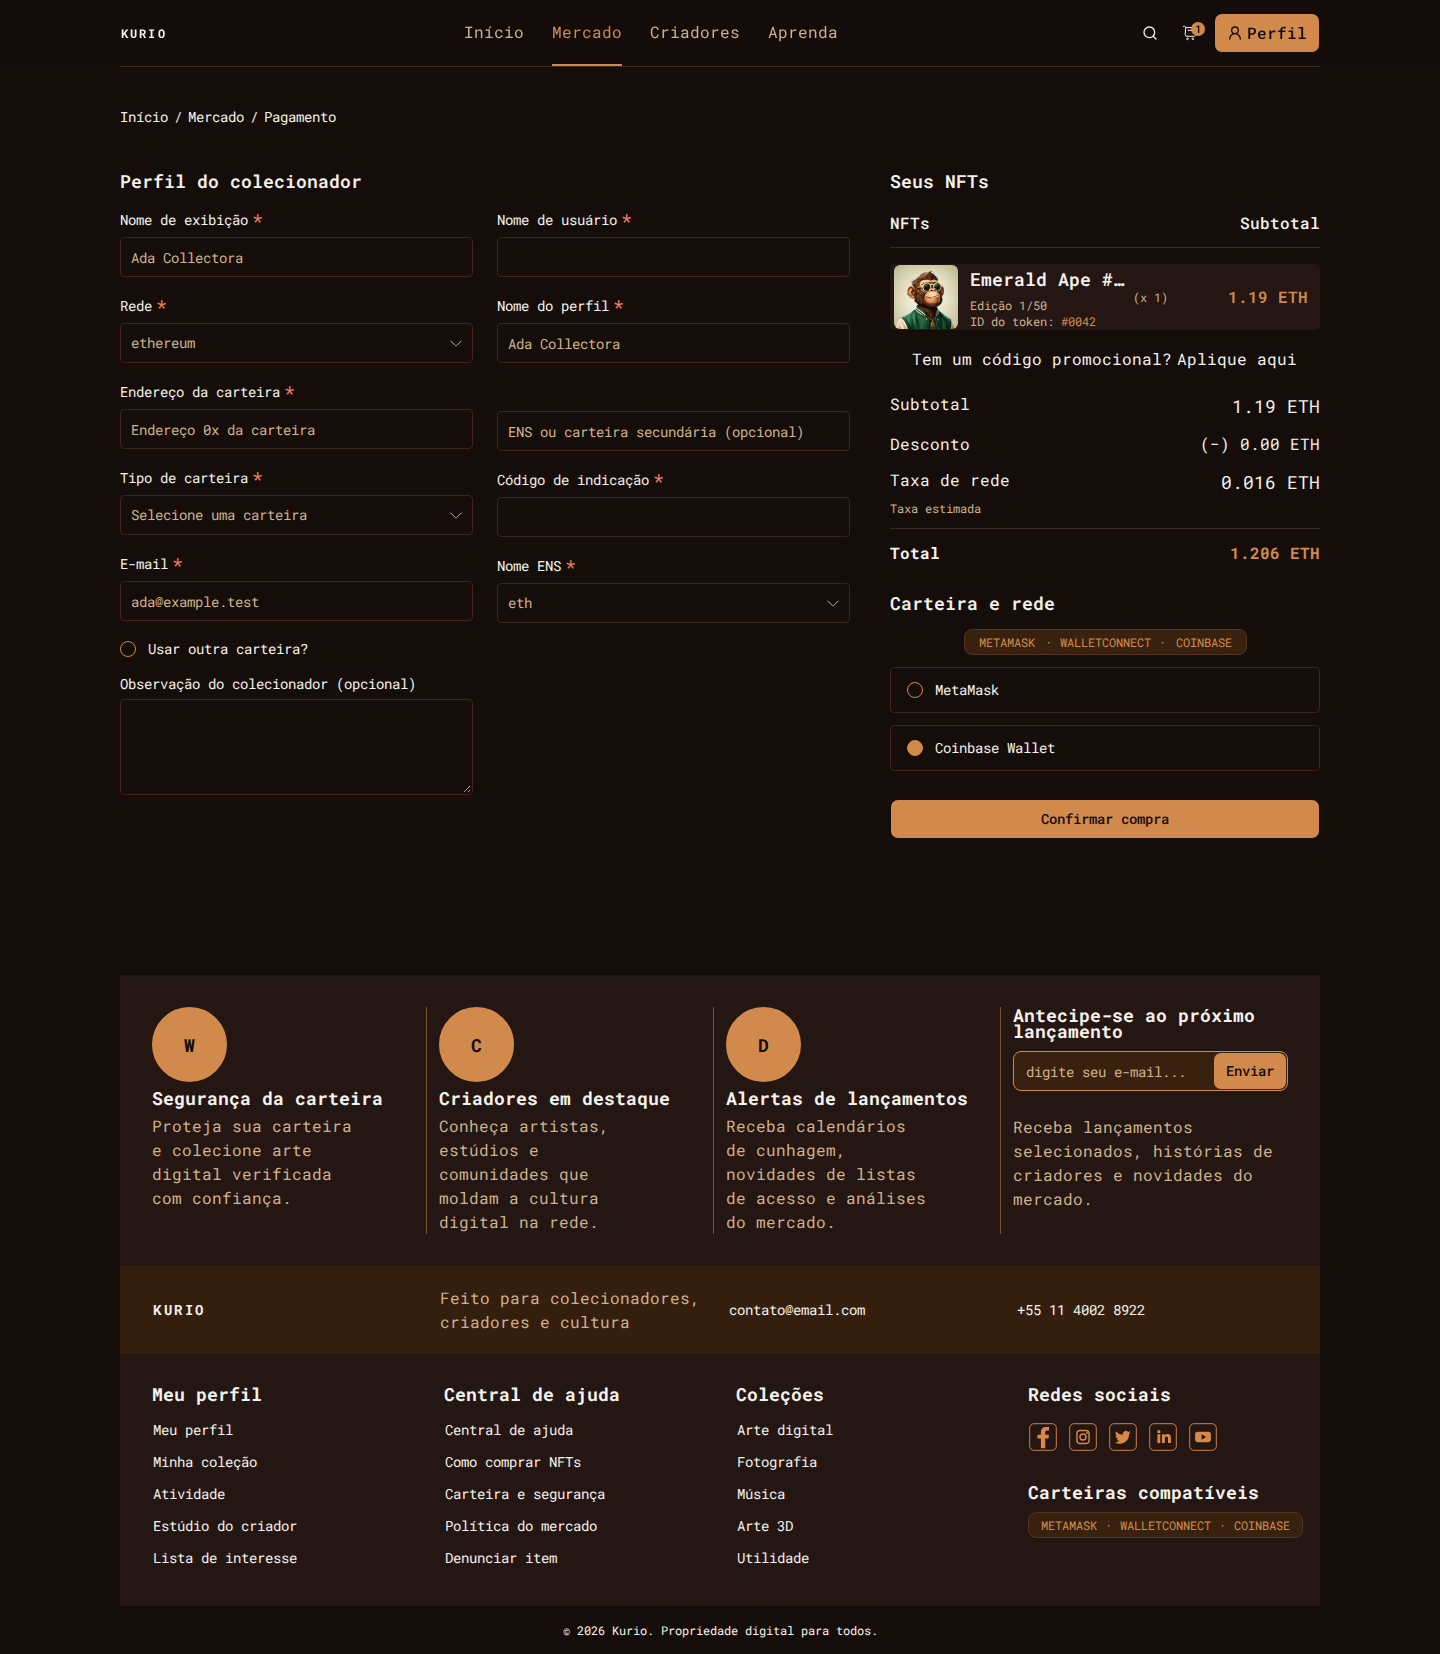 KURIO
Início
Mercado
Criadores
Aprenda
1
Perfil
Início / Mercado / Pagamento
Perfil do colecionador
Nome de exibição *
Ada Collectora
Nome de usuário *
Rede *
ethereum
Nome do perfil *
Ada Collectora
Endereço da carteira *
Endereço 0x da carteira
ENS ou carteira secundária (opcional)
Tipo de carteira *
Selecione uma carteira
Código de indicação *
E-mail *
ada@example.test
Nome ENS *
eth
Usar outra carteira?
Observação do colecionador (opcional)
Seus NFTs
NFTs
Subtotal
Emerald Ape #…
Edição 1/50
ID do token: #0042
(x 1)
1.19 ETH
Tem um código promocional? Aplique aqui
Subtotal
1.19 ETH
Desconto
(-) 0.00 ETH
Taxa de rede
0.016 ETH
Taxa estimada
Total
1.206 ETH
Carteira e rede
METAMASK · WALLETCONNECT · COINBASE
MetaMask
Coinbase Wallet
Confirmar compra
W
Segurança da carteira
Proteja sua carteira
e colecione arte
digital verificada
com confiança.
C
Criadores em destaque
Conheça artistas,
estúdios e
comunidades que
moldam a cultura
digital na rede.
D
Alertas de lançamentos
Receba calendários
de cunhagem,
novidades de listas
de acesso e análises
do mercado.
Antecipe-se ao próximo
lançamento
digite seu e-mail...
Enviar
Receba lançamentos
selecionados, histórias de
criadores e novidades do
mercado.
KURIO
Feito para colecionadores,
criadores e cultura
contato@email.com
+55 11 4002 8922
Meu perfil
Meu perfil
Minha coleção
Atividade
Estúdio do criador
Lista de interesse
Central de ajuda
Central de ajuda
Como comprar NFTs
Carteira e segurança
Política do mercado
Denunciar item
Coleções
Arte digital
Fotografia
Música
Arte 3D
Utilidade
Redes sociais
Carteiras compatíveis
METAMASK · WALLETCONNECT · COINBASE
© 2026 Kurio. Propriedade digital para todos.